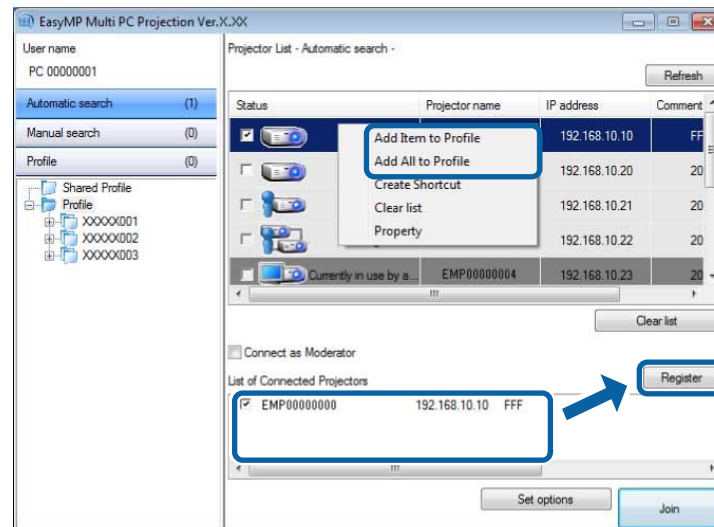 EasyMP Multi PC Projection Ver.X.XX
User name
PC 00000001
Automatic search (1)
Manual search (0)
Profile (0)
Shared Profile
Profile
XXXXX001
XXXXX002
XXXXX003
Projector List - Automatic search -
Refresh
Status Projector name IP address Comment
192.168.10.10 FF
192.168.10.20 20
192.168.10.21 20
192.168.10.22 20
Currently in use by a... EMP00000004 192.168.10.23 20
Add Item to Profile
Add All to Profile
Create Shortcut
Clear list
Property
Clear list
Connect as Moderator
List of Connected Projectors
Register
EMP00000000 192.168.10.10 FFF
Set options
Join